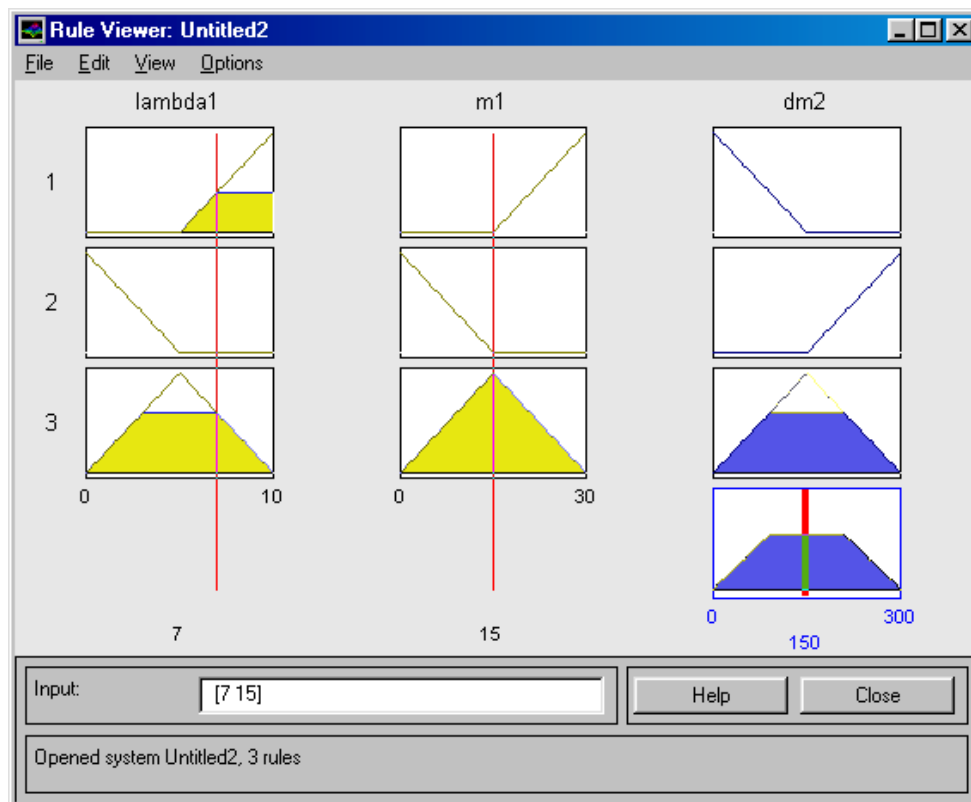 Rule Viewer: Untitled2
File Edit View Options
lambda1 m1 dm2
1
2
3
0 10 0 30
0 300
7 15 150
Input: [7 15] Help Close
Opened system Untitled2, 3 rules